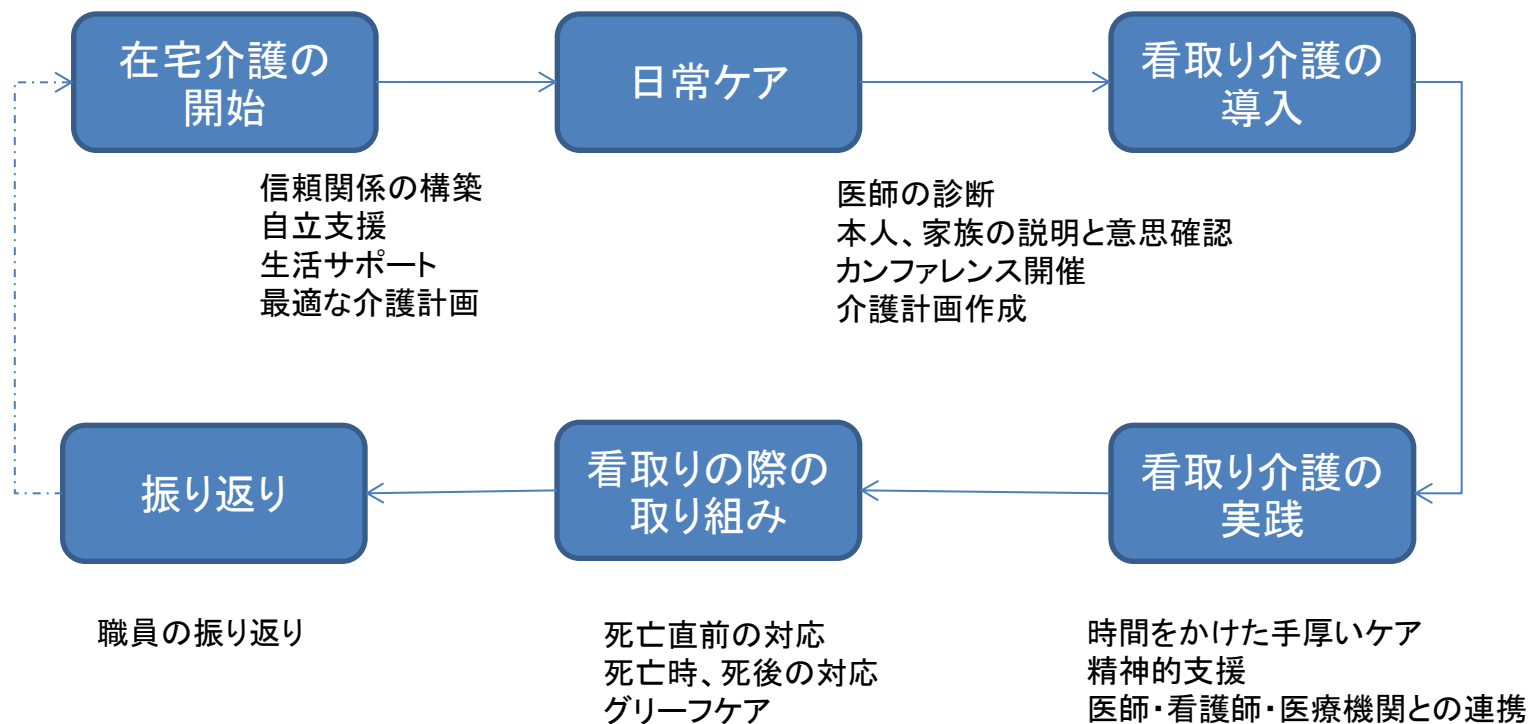 在宅介護の
開始
日常ケア
看取り介護の
導入
信頼関係の構築
自立支援
生活サポート
最適な介護計画
医師の診断
本人、家族の説明と意思確認
カンファレンス開催
介護計画作成
振り返り
看取りの際の
取り組み
看取り介護の
実践
職員の振り返り
死亡直前の対応
死亡時、死後の対応
グリーフケア
時間をかけた手厚いケア
精神的支援
医師・看護師・医療機関との連携